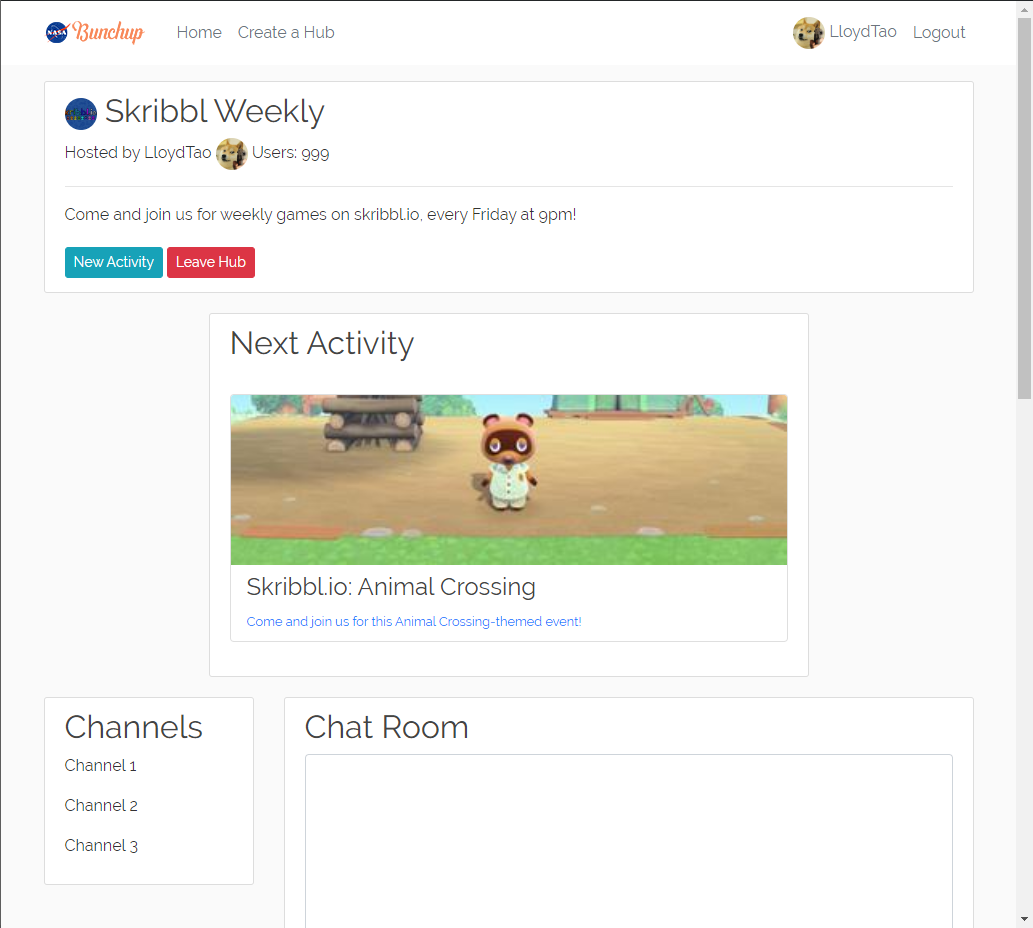 NASA Bunchup Home Create a Hub LloydTao Logout
Skribbl Weekly
Hosted by LloydTao Users: 999
Come and join us for weekly games on skribbl.io, every Friday at 9pm!
New Activity Leave Hub
Next Activity
Skribbl.io: Animal Crossing
Come and join us for this Animal Crossing-themed event!
Channels
Channel 1
Channel 2
Channel 3
Chat Room